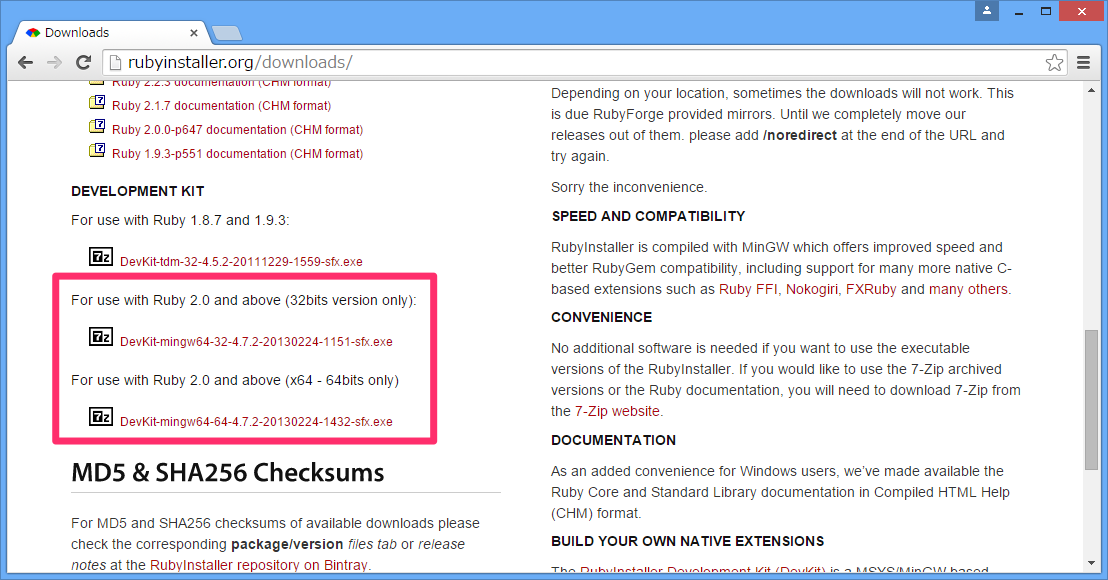 Downloads
rubyinstaller.org/downloads/
Ruby 2.2.3 documentation (CHM format)
Ruby 2.1.7 documentation (CHM format)
Ruby 2.0.0-p647 documentation (CHM format)
Ruby 1.9.3-p551 documentation (CHM format)
DEVELOPMENT KIT
For use with Ruby 1.8.7 and 1.9.3:
7z DevKit-tdm-32-4.5.2-20111229-1559-sfx.exe
For use with Ruby 2.0 and above (32bits version only):
7z DevKit-mingw64-32-4.7.2-20130224-1151-sfx.exe
For use with Ruby 2.0 and above (x64 - 64bits only)
7z DevKit-mingw64-64-4.7.2-20130224-1432-sfx.exe
MD5 & SHA256 Checksums
For MD5 and SHA256 checksums of available downloads please
check the corresponding package/version files tab or release
notes at the RubyInstaller repository on Bintray.
Depending on your location, sometimes the downloads will not work. This
is due RubyForge provided mirrors. Until we completely move our
releases out of them. please add /noredirect at the end of the URL and
try again.
Sorry the inconvenience.
SPEED AND COMPATIBILITY
RubyInstaller is compiled with MinGW which offers improved speed and
better RubyGem compatibility, including support for many more native C-
based extensions such as Ruby FFI, Nokogiri, FXRuby and many others.
CONVENIENCE
No additional software is needed if you want to use the executable
versions of the RubyInstaller. If you would like to use the 7-Zip archived
versions or the Ruby documentation, you will need to download 7-Zip from
the 7-Zip website.
DOCUMENTATION
As an added convenience for Windows users, we've made available the
Ruby Core and Standard Library documentation in Compiled HTML Help
(CHM) format.
BUILD YOUR OWN NATIVE EXTENSIONS
The RubyInstaller Development Kit (DevKit) is a MSYS/MinGW based